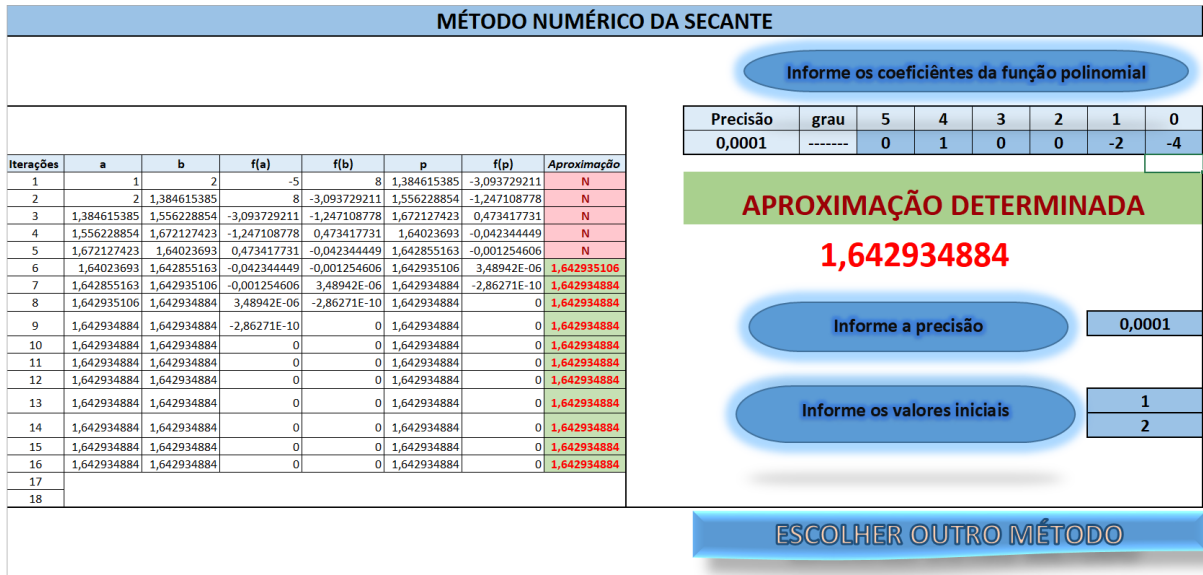 MÉTODO NUMÉRICO DA SECANTE
Informe os coeficiêntes da função polinomial
Precisão grau 5 4 3 2 1 0
0,0001 ------- 0 1 0 0 -2 -4
Iterações a b f(a) f(b) p f(p) Aproximação
1 1 2 -5 8 1,384615385 -3,093729211 N
2 2 1,384615385 8 -3,093729211 1,556228854 -1,247108778 N
3 1,384615385 1,556228854 -3,093729211 -1,247108778 1,672127423 0,473417731 N
4 1,556228854 1,672127423 -1,247108778 0,473417731 1,64023693 -0,042344449 N
5 1,672127423 1,64023693 0,473417731 -0,042344449 1,642855163 -0,001254606 N
6 1,64023693 1,642855163 -0,042344449 -0,001254606 1,642935106 3,48942E-06 1,642935106
7 1,642855163 1,642935106 -0,001254606 3,48942E-06 1,642934884 -2,86271E-10 1,642934884
8 1,642935106 1,642934884 3,48942E-06 -2,86271E-10 1,642934884 0 1,642934884
9 1,642934884 1,642934884 -2,86271E-10 0 1,642934884 0 1,642934884
10 1,642934884 1,642934884 0 0 1,642934884 0 1,642934884
11 1,642934884 1,642934884 0 0 1,642934884 0 1,642934884
12 1,642934884 1,642934884 0 0 1,642934884 0 1,642934884
13 1,642934884 1,642934884 0 0 1,642934884 0 1,642934884
14 1,642934884 1,642934884 0 0 1,642934884 0 1,642934884
15 1,642934884 1,642934884 0 0 1,642934884 0 1,642934884
16 1,642934884 1,642934884 0 0 1,642934884 0 1,642934884
17
18
APROXIMAÇÃO DETERMINADA
1,642934884
Informe a precisão
0,0001
Informe os valores iniciais
1
2
ESCOLHER OUTRO MÉTODO